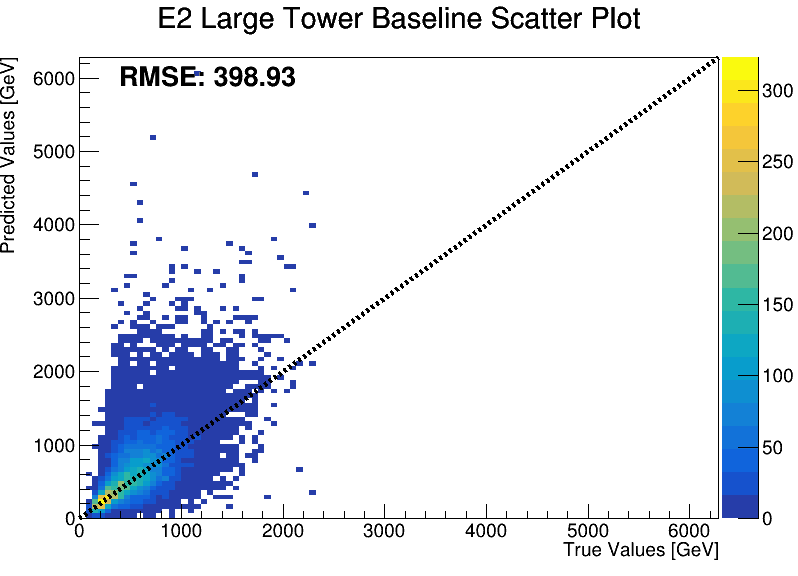 E2 Large Tower Baseline Scatter Plot
RMSE: 398.93
Predicted Values [GeV]
6000
5000
4000
3000
2000
1000
0
0 1000 2000 3000 4000 5000 6000
True Values [GeV]
300
250
200
150
100
50
0